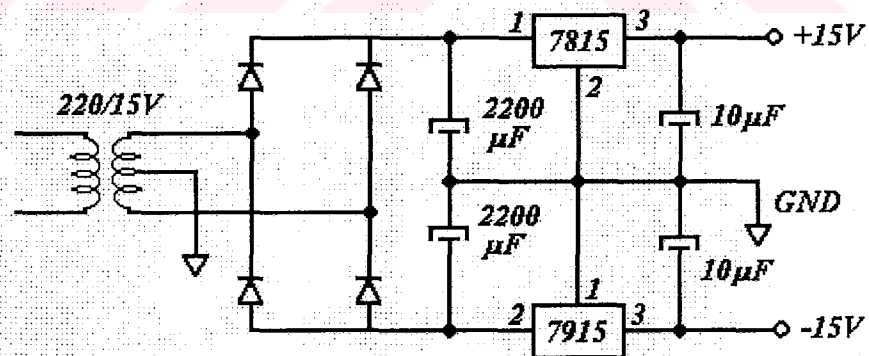 1 7815 3 +15V
2
220/15V
2200 µF
10µF
GND
2200 µF
10µF
1
2 7915 3 -15V